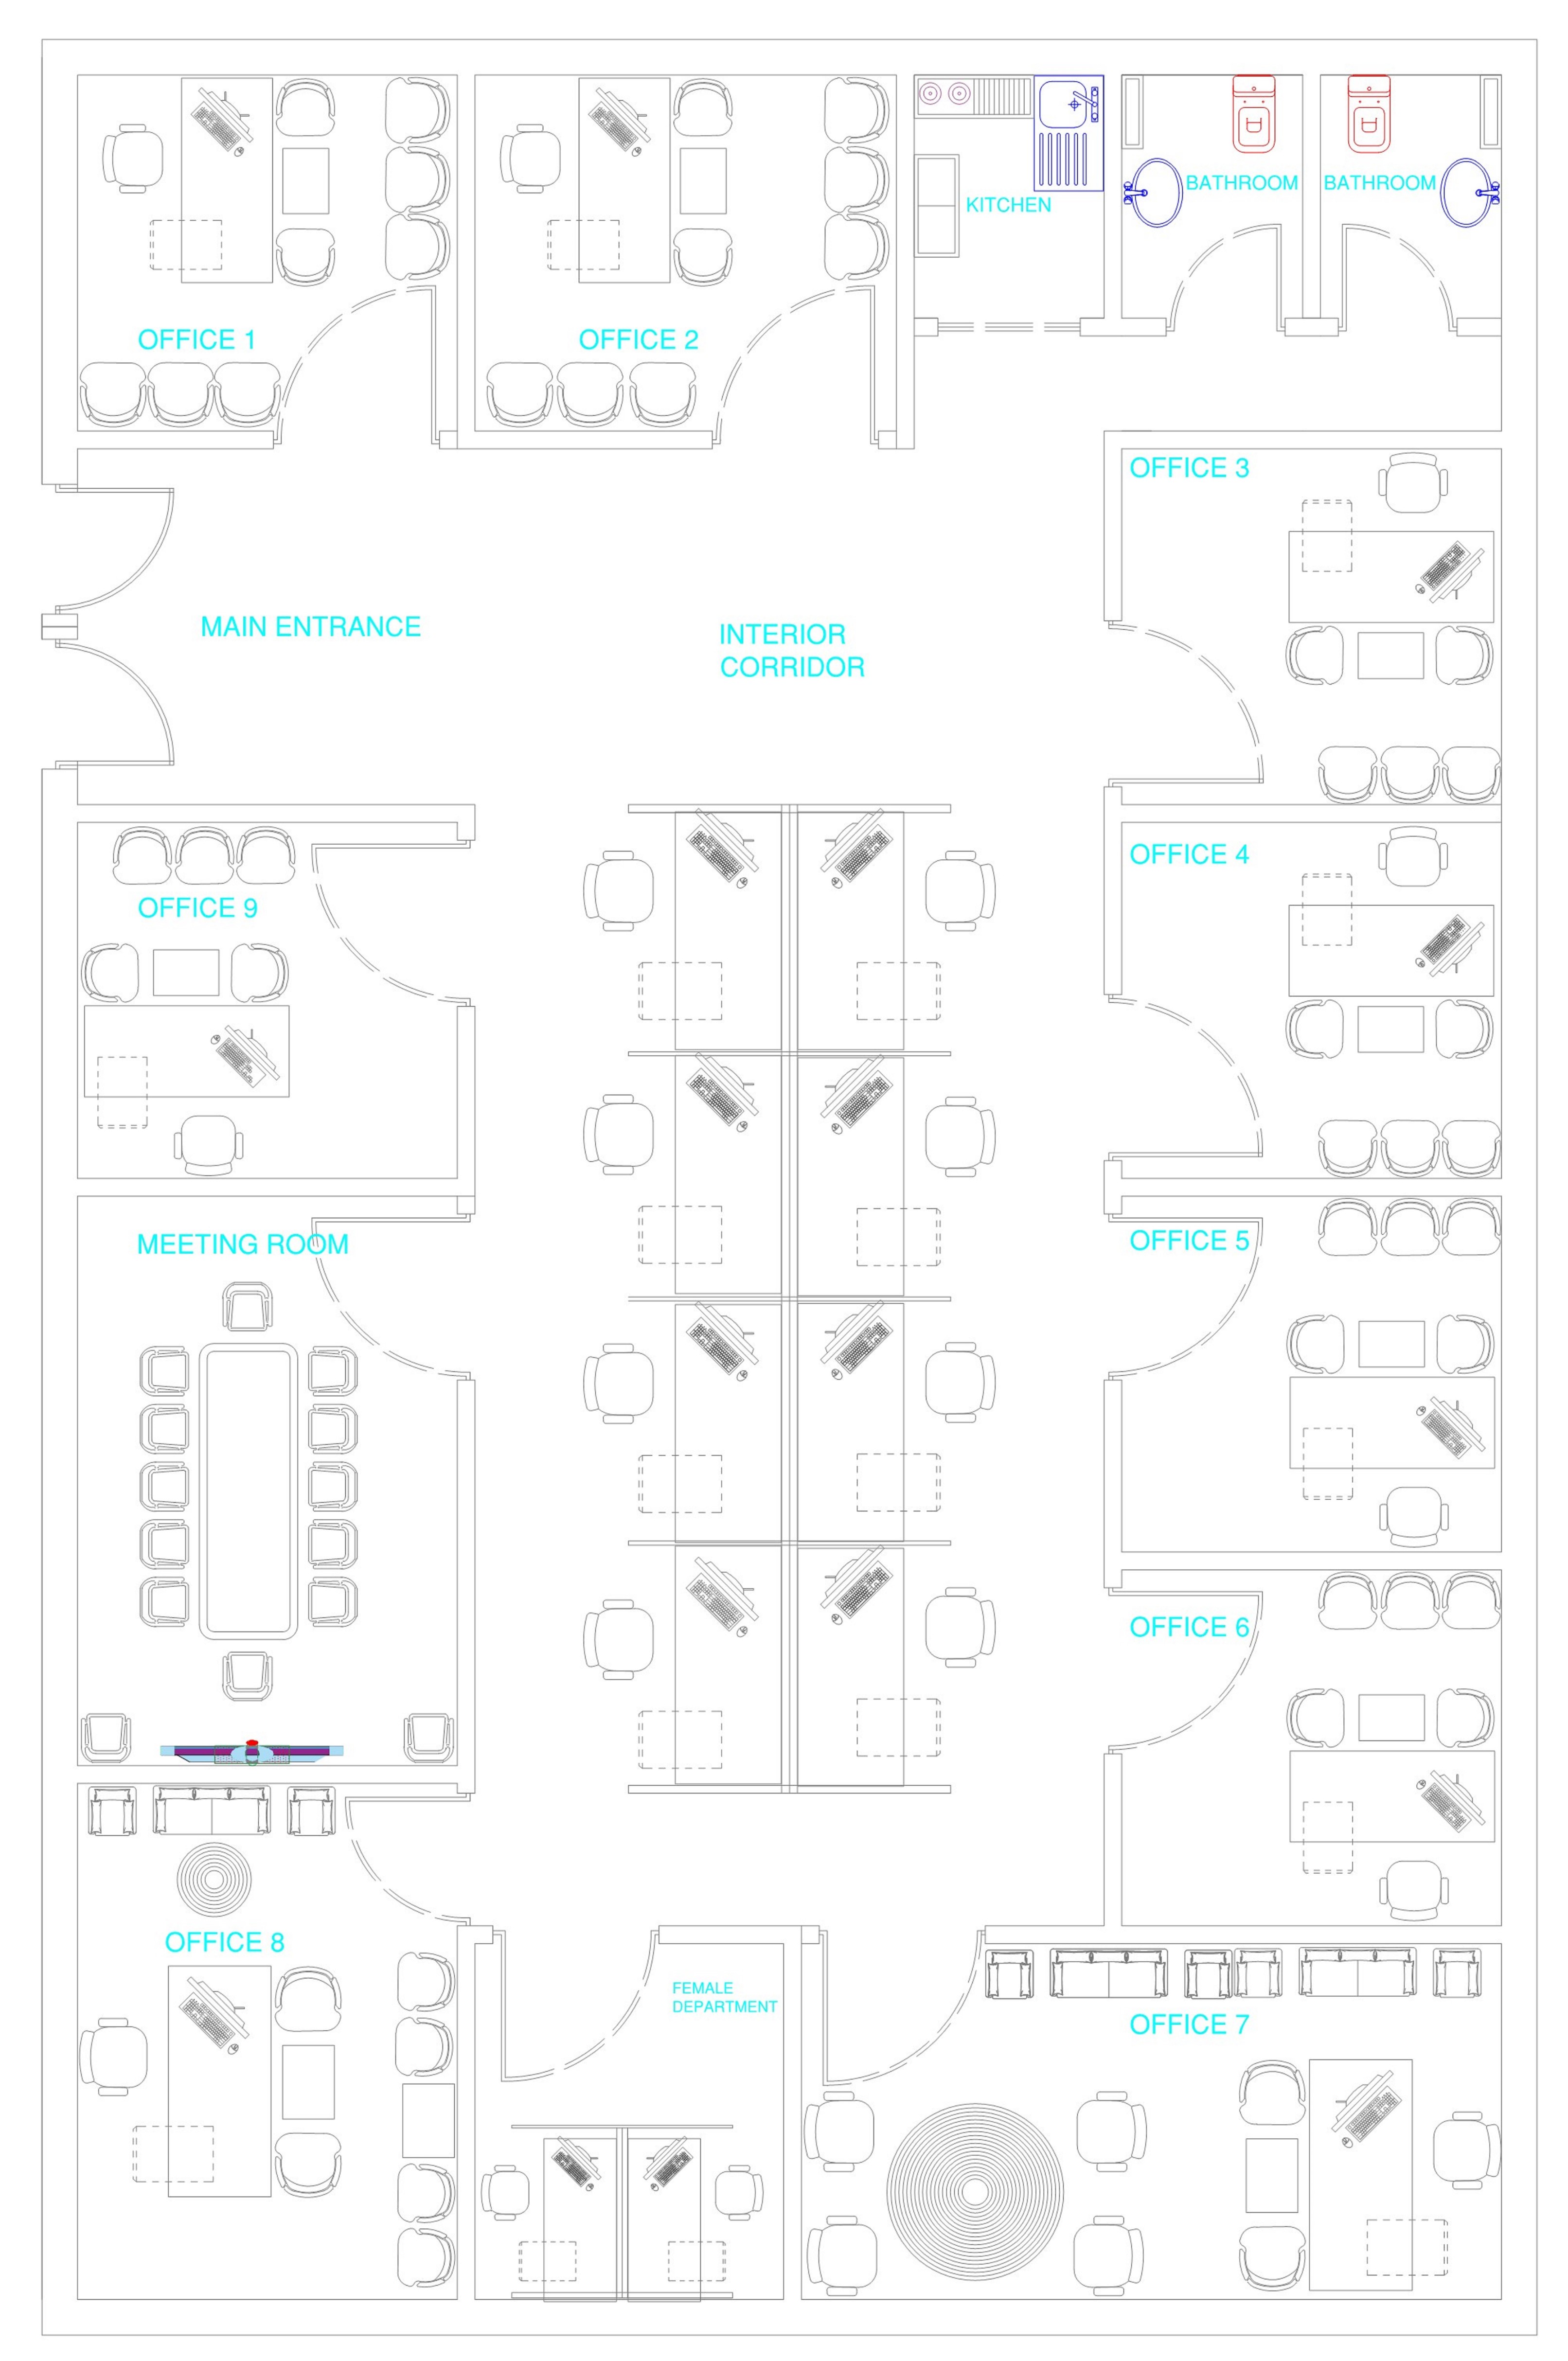 BATHROOM
BATHROOM
KITCHEN
OFFICE 1
OFFICE 2
OFFICE 3
MAIN ENTRANCE
INTERIOR
CORRIDOR
OFFICE 4
OFFICE 9
MEETING ROOM
OFFICE 5
OFFICE 6
OFFICE 8
FEMALE
DEPARTMENT
OFFICE 7